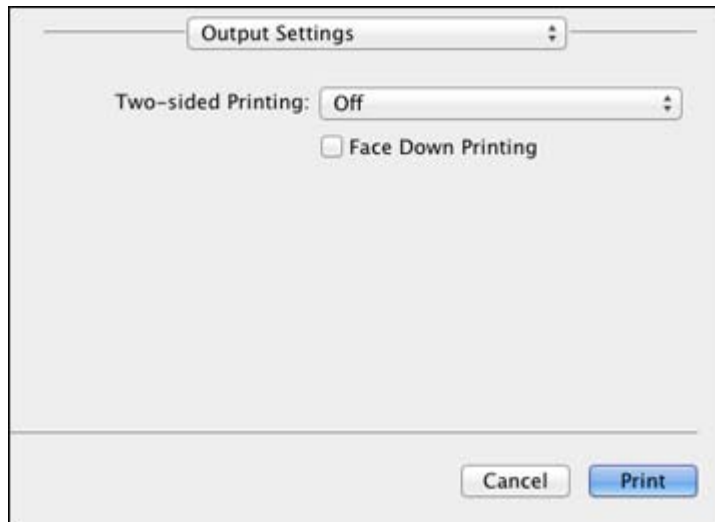 Output Settings
Two-sided Printing: Off
Face Down Printing
Cancel Print